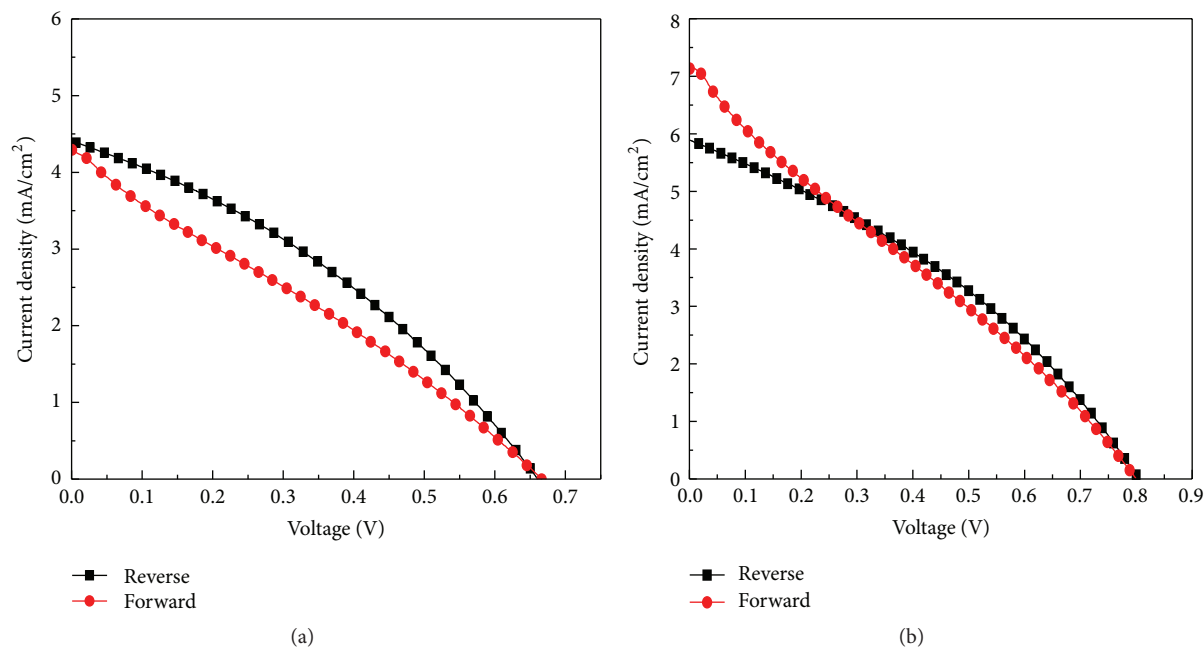 6
5
4
3
2
1
0
0.0 0.1 0.2 0.3 0.4 0.5 0.6 0.7
Current density (mA/cm²)
Voltage (V)
Reverse
Forward
(a)
8
7
6
5
4
3
2
1
0
0.0 0.1 0.2 0.3 0.4 0.5 0.6 0.7 0.8 0.9
Current density (mA/cm²)
Voltage (V)
Reverse
Forward
(b)